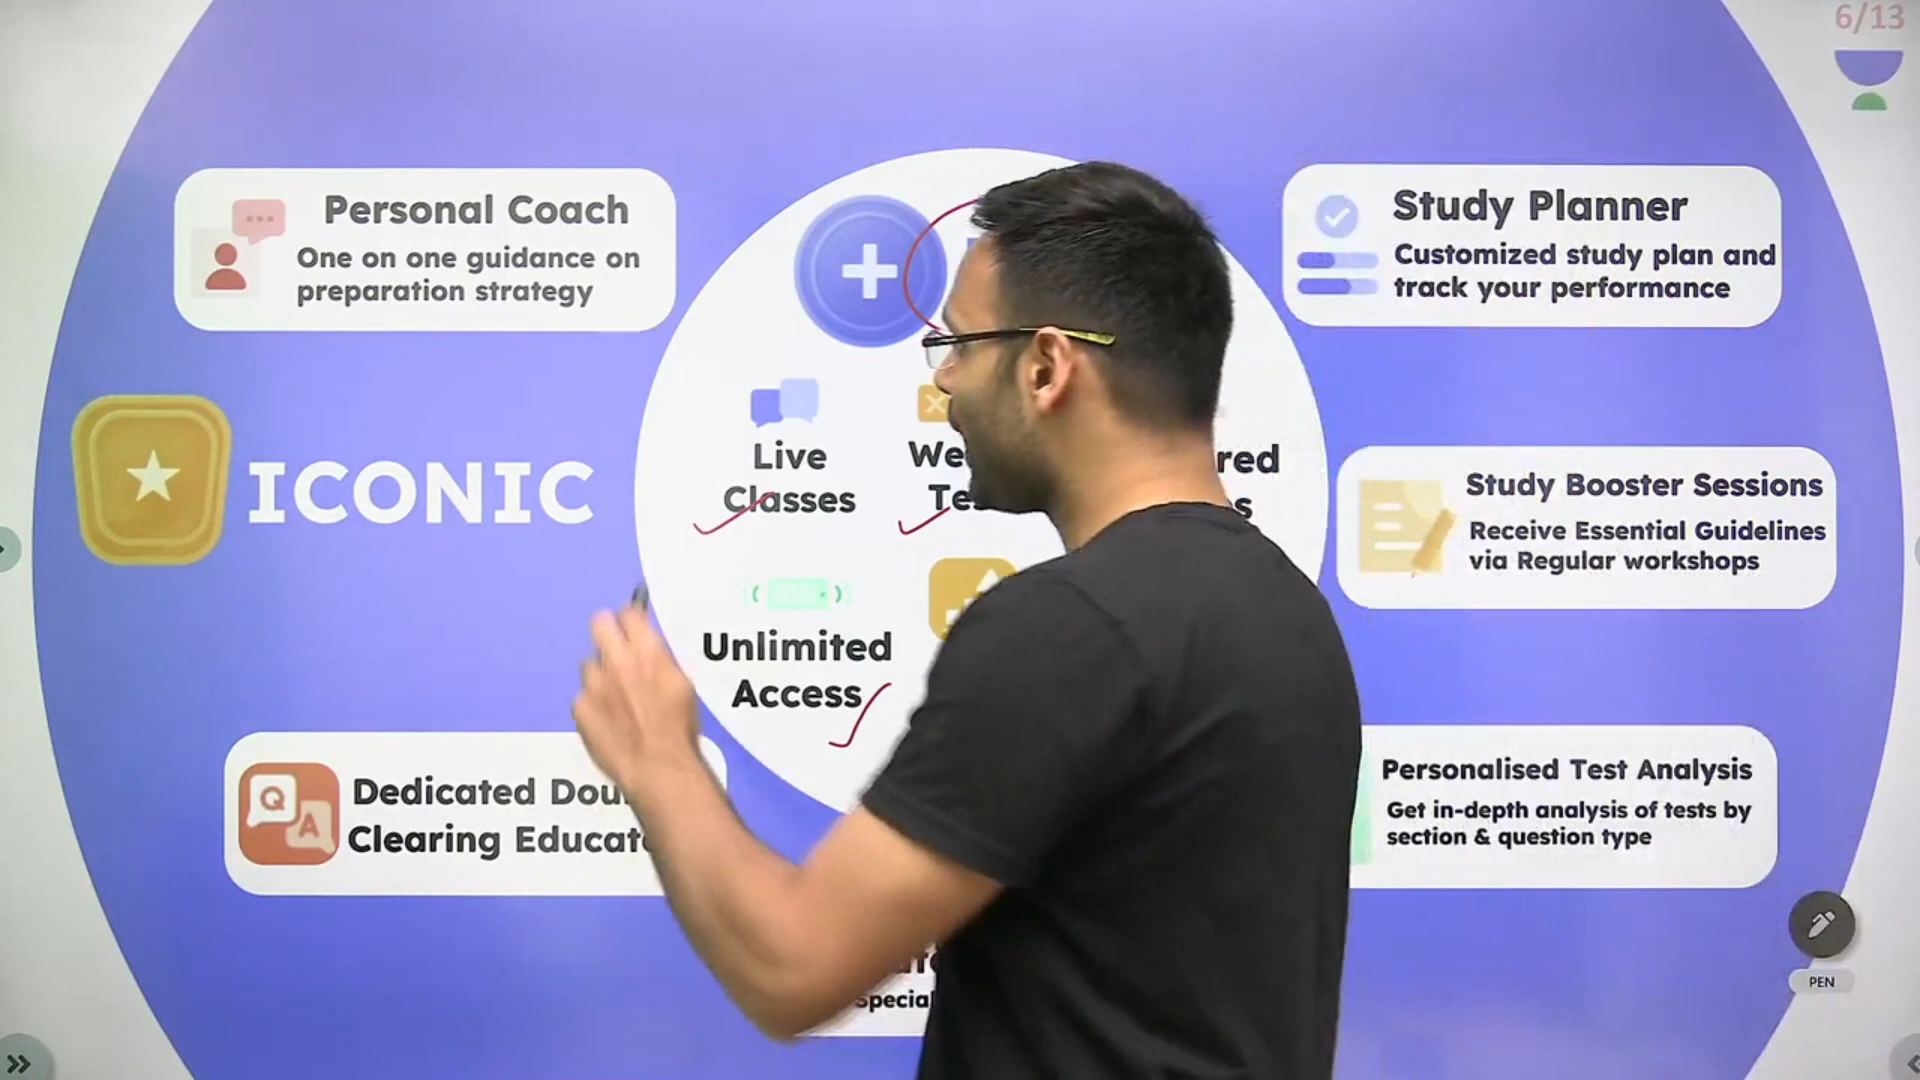 6/13
Personal Coach
One on one guidance on
preparation strategy
Study Planner
Customized study plan and
track your performance
ICONIC
Live
Classes
Unlimited
Access
Study Booster Sessions
Receive Essential Guidelines
via Regular workshops
Dedicated
Clearing
Q
A
Personalised Test Analysis
Get in-depth analysis of tests by
section & question type
PEN